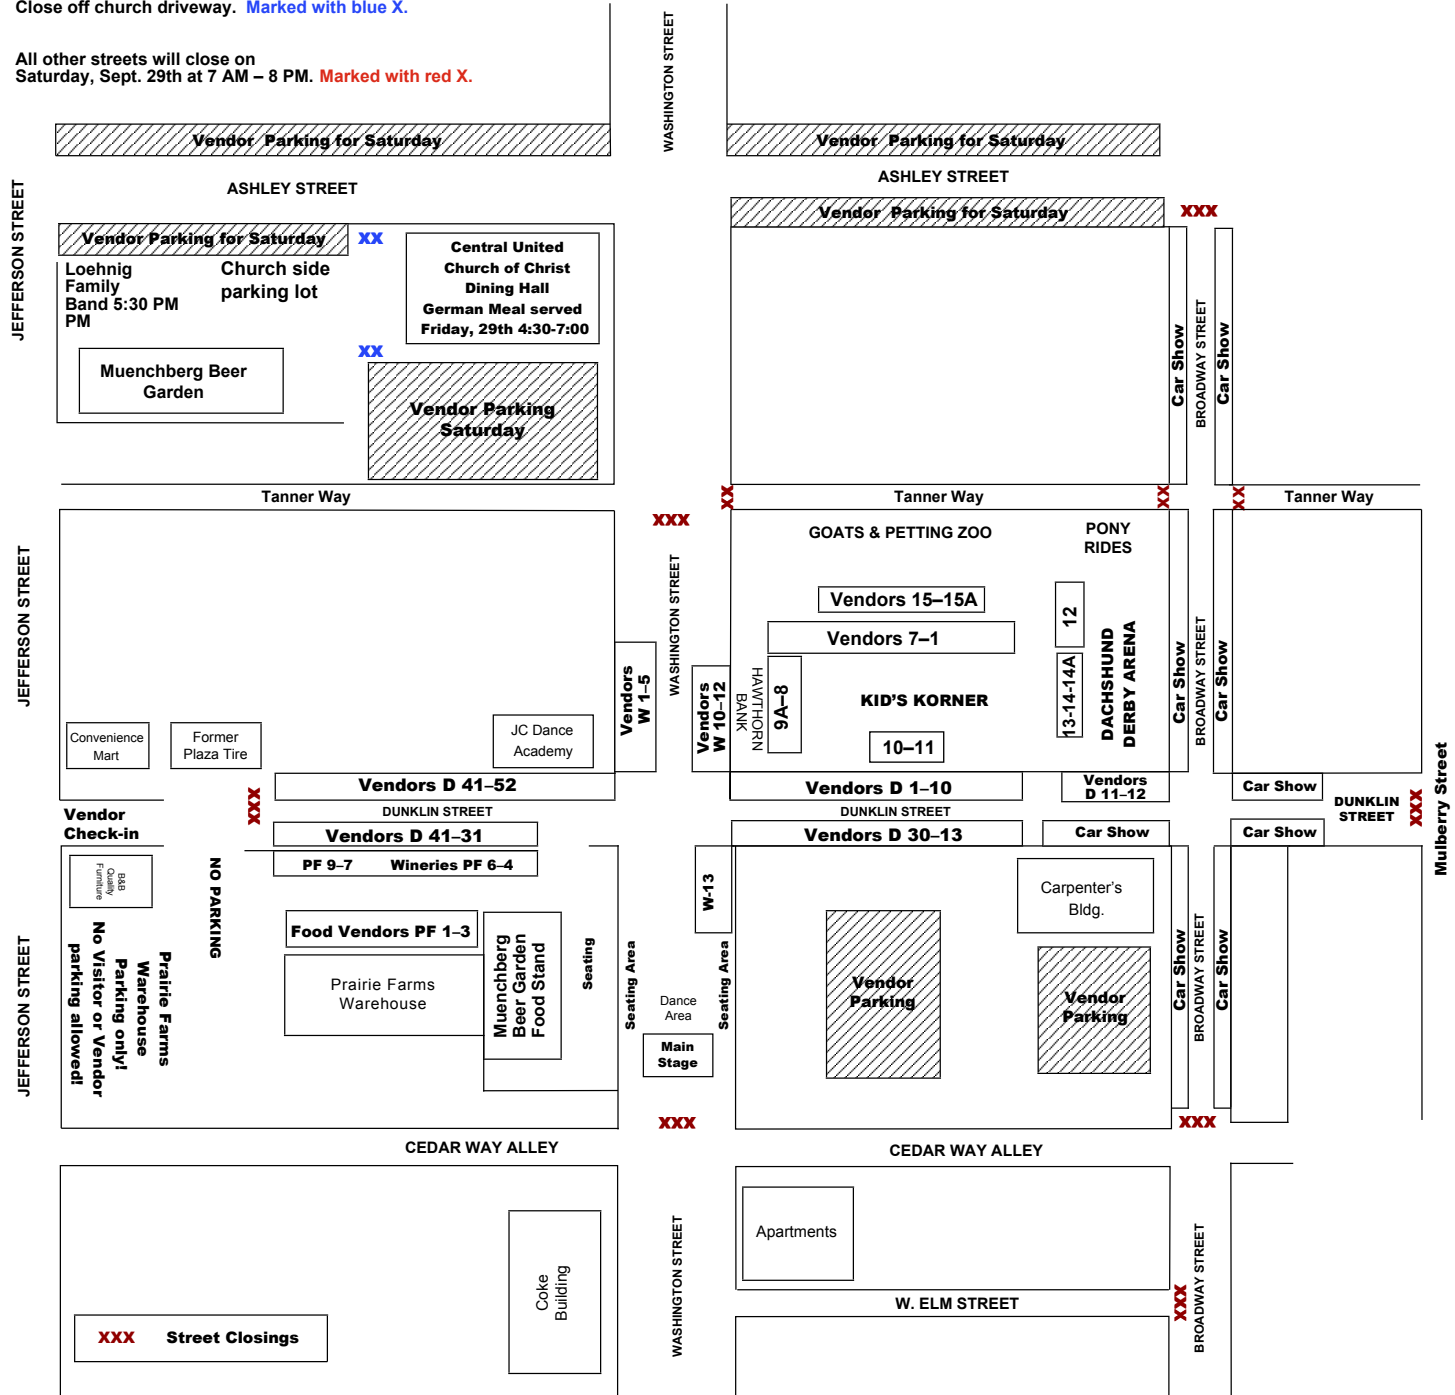 Close off church driveway. Marked with blue X.
All other streets will close on
Saturday, Sept. 29th at 7 AM – 8 PM. Marked with red X.
WASHINGTON STREET
Vendor Parking for Saturday
Vendor Parking for Saturday
ASHLEY STREET
ASHLEY STREET
JEFFERSON STREET
Vendor Parking for Saturday
XXX
Vendor Parking for Saturday
XX
Central United
Church of Christ
Dining Hall
German Meal served
Friday, 29th 4:30-7:00
Loehnig
Family
Band 5:30 PM
PM
Church side
parking lot
XX
Muenchberg Beer
Garden
Vendor Parking
Saturday
Car Show
BROADWAY STREET
Car Show
Tanner Way
XX
Tanner Way
XX
XX
Tanner Way
XXX
GOATS & PETTING ZOO
PONY
RIDES
JEFFERSON STREET
WASHINGTON STREET
Vendors 15–15A
12
Vendors 7–1
Vendors
W 1–5
Vendors
W 10–12
HAWTHORN
BANK
9A–8
KID'S KORNER
13-14-14A
DACHSHUND
DERBY ARENA
Car Show
BROADWAY STREET
Car Show
10–11
Convenience
Mart
Former
Plaza Tire
JC Dance
Academy
Vendors D 41–52
Vendors D 1–10
Vendors
D 11–12
Car Show
XXX
DUNKLIN STREET
DUNKLIN STREET
DUNKLIN
STREET
XXX
Mulberry Street
Vendor
Check-in
Vendors D 41–31
Vendors D 30–13
Car Show
Car Show
PF 9–7 Wineries PF 6–4
B&B
Quality
Furniture
NO PARKING
W-13
Carpenter's
Bldg.
Food Vendors PF 1–3
Muenchberg
Beer Garden
Food Stand
Seating
Seating Area
Seating Area
Prairie Farms
Warehouse
Dance
Area
Main
Stage
JEFFERSON STREET
Prairie Farms
Warehouse
Parking only!
No Visitor or Vendor
parking allowed!
Vendor
Parking
Vendor
Parking
Car Show
BROADWAY STREET
Car Show
XXX
XXX
CEDAR WAY ALLEY
CEDAR WAY ALLEY
Coke
Building
WASHINGTON STREET
Apartments
BROADWAY STREET
XXX
W. ELM STREET
XXX Street Closings